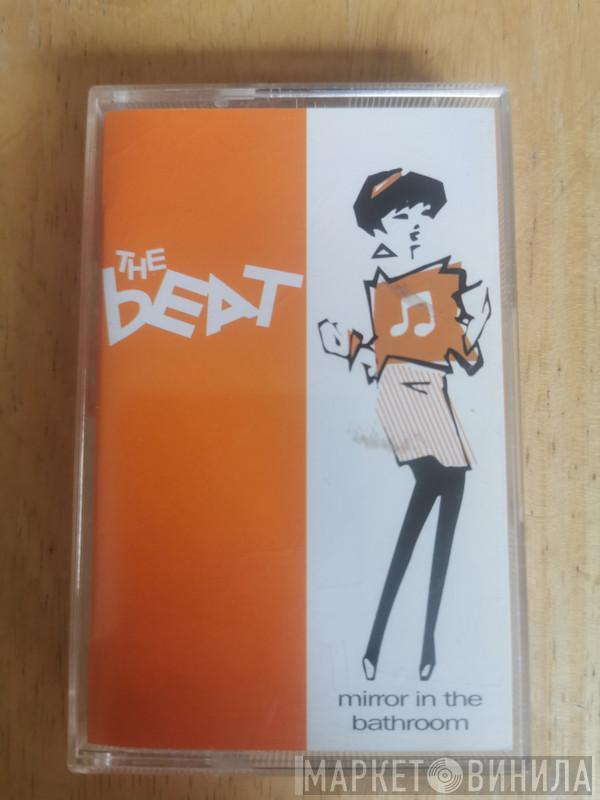 THE
bEAT
mirror in the
bathroom
МАРКЕТ ВИНИЛА